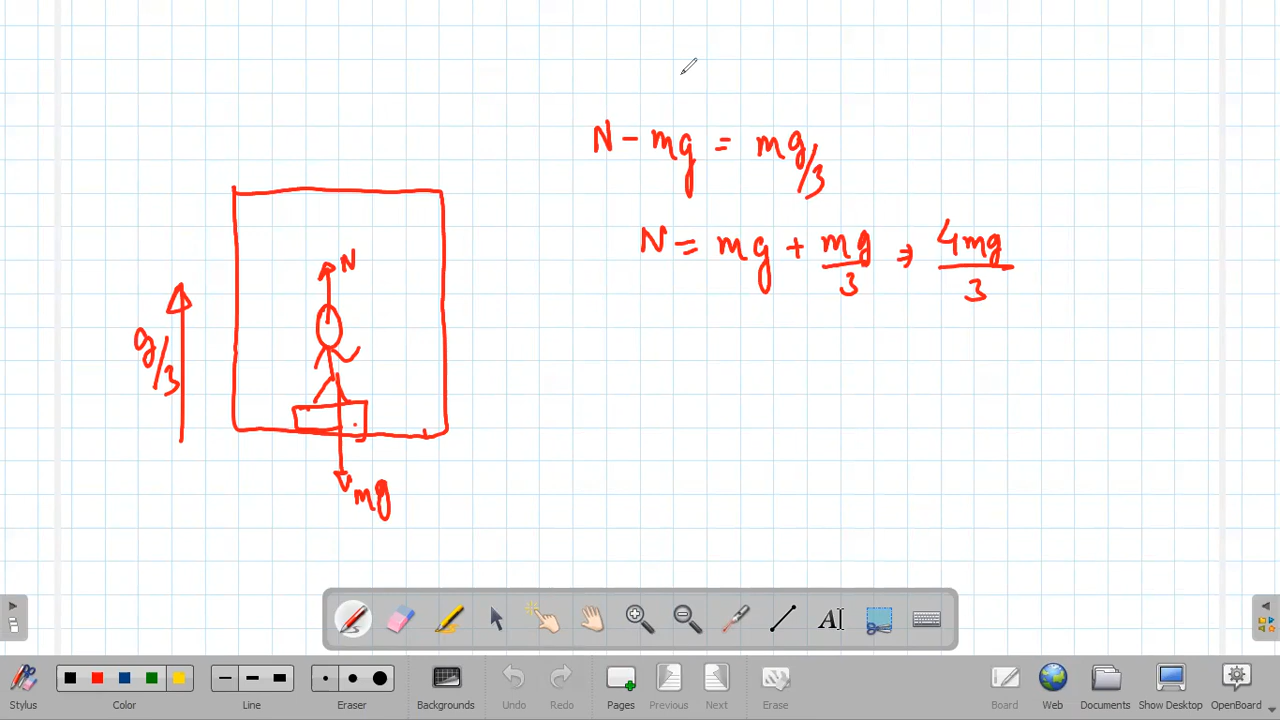 N - mg = mg/3
N = mg + mg/3 ⇒ 4mg/3
N
g/3
mg
Stylus
Color
Line
Eraser
Backgrounds
Undo
Redo
Pages
Previous
Next
Erase
Board
Web
Documents
Show Desktop
OpenBoard